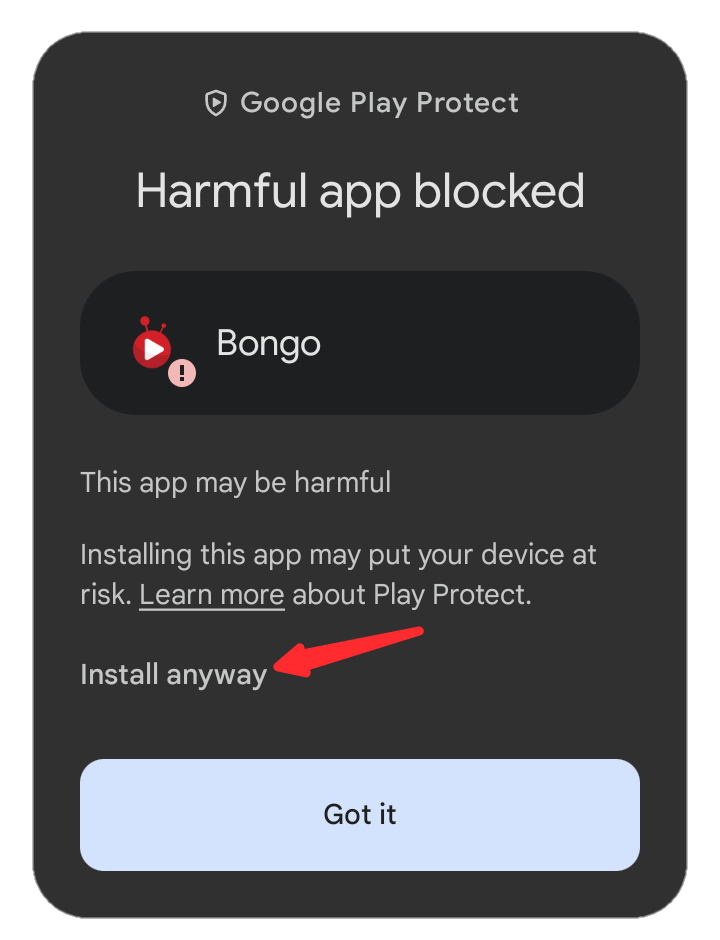 Google Play Protect
Harmful app blocked
Bongo
This app may be harmful
Installing this app may put your device at
risk. Learn more about Play Protect.
Install anyway
Got it